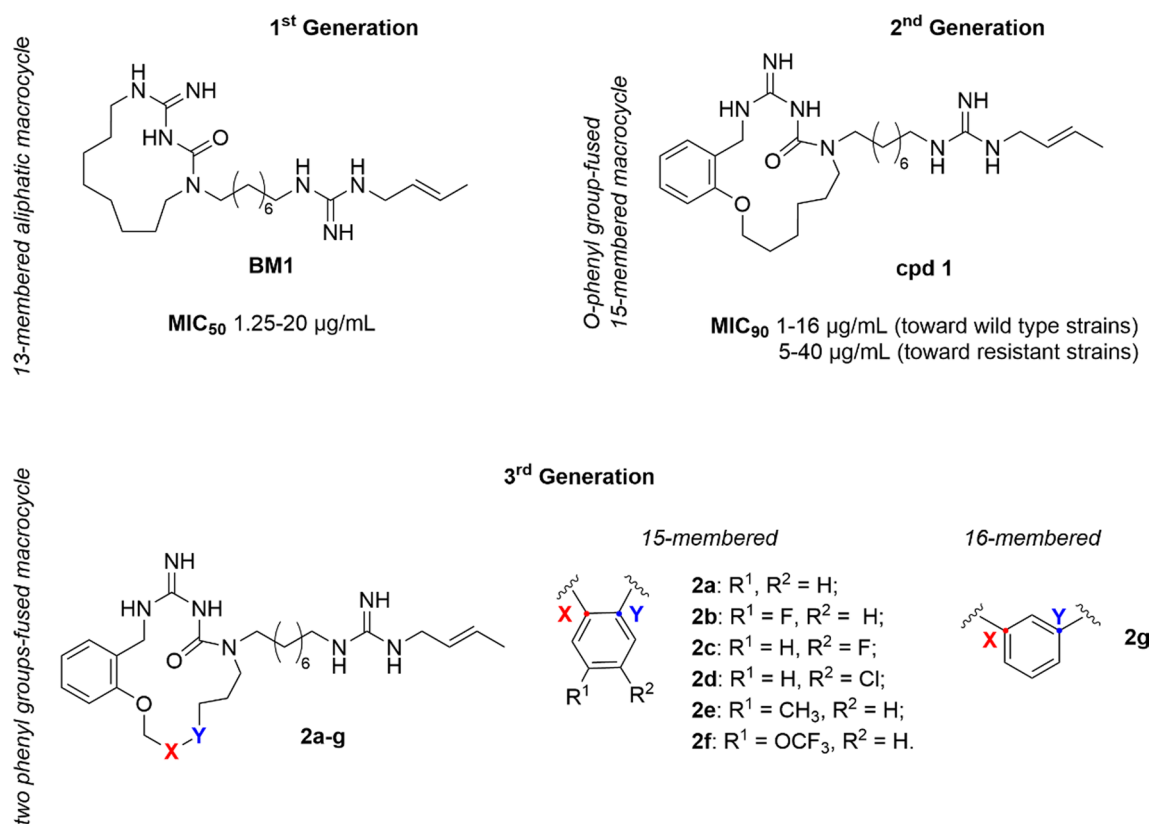 1st Generation
13-membered aliphatic macrocycle
H
N
NH
HN
O
N
6
H
N
H
N
NH
BM1
MIC50 1.25-20 µg/mL
2nd Generation
O-phenyl group-fused
15-membered macrocycle
NH
HN
NH
O
N
O
6
N
H
NH
N
H
cpd 1
MIC90 1-16 µg/mL (toward wild type strains)
5-40 µg/mL (toward resistant strains)
3rd Generation
two phenyl groups-fused macrocycle
NH
HN
NH
O
N
O
X
Y
6
N
H
NH
N
H
2a-g
15-membered
X
Y
R1
R2
2a: R1, R2 = H;
2b: R1 = F, R2 = H;
2c: R1 = H, R2 = F;
2d: R1 = H, R2 = Cl;
2e: R1 = CH3, R2 = H;
2f: R1 = OCF3, R2 = H.
16-membered
X
Y
2g